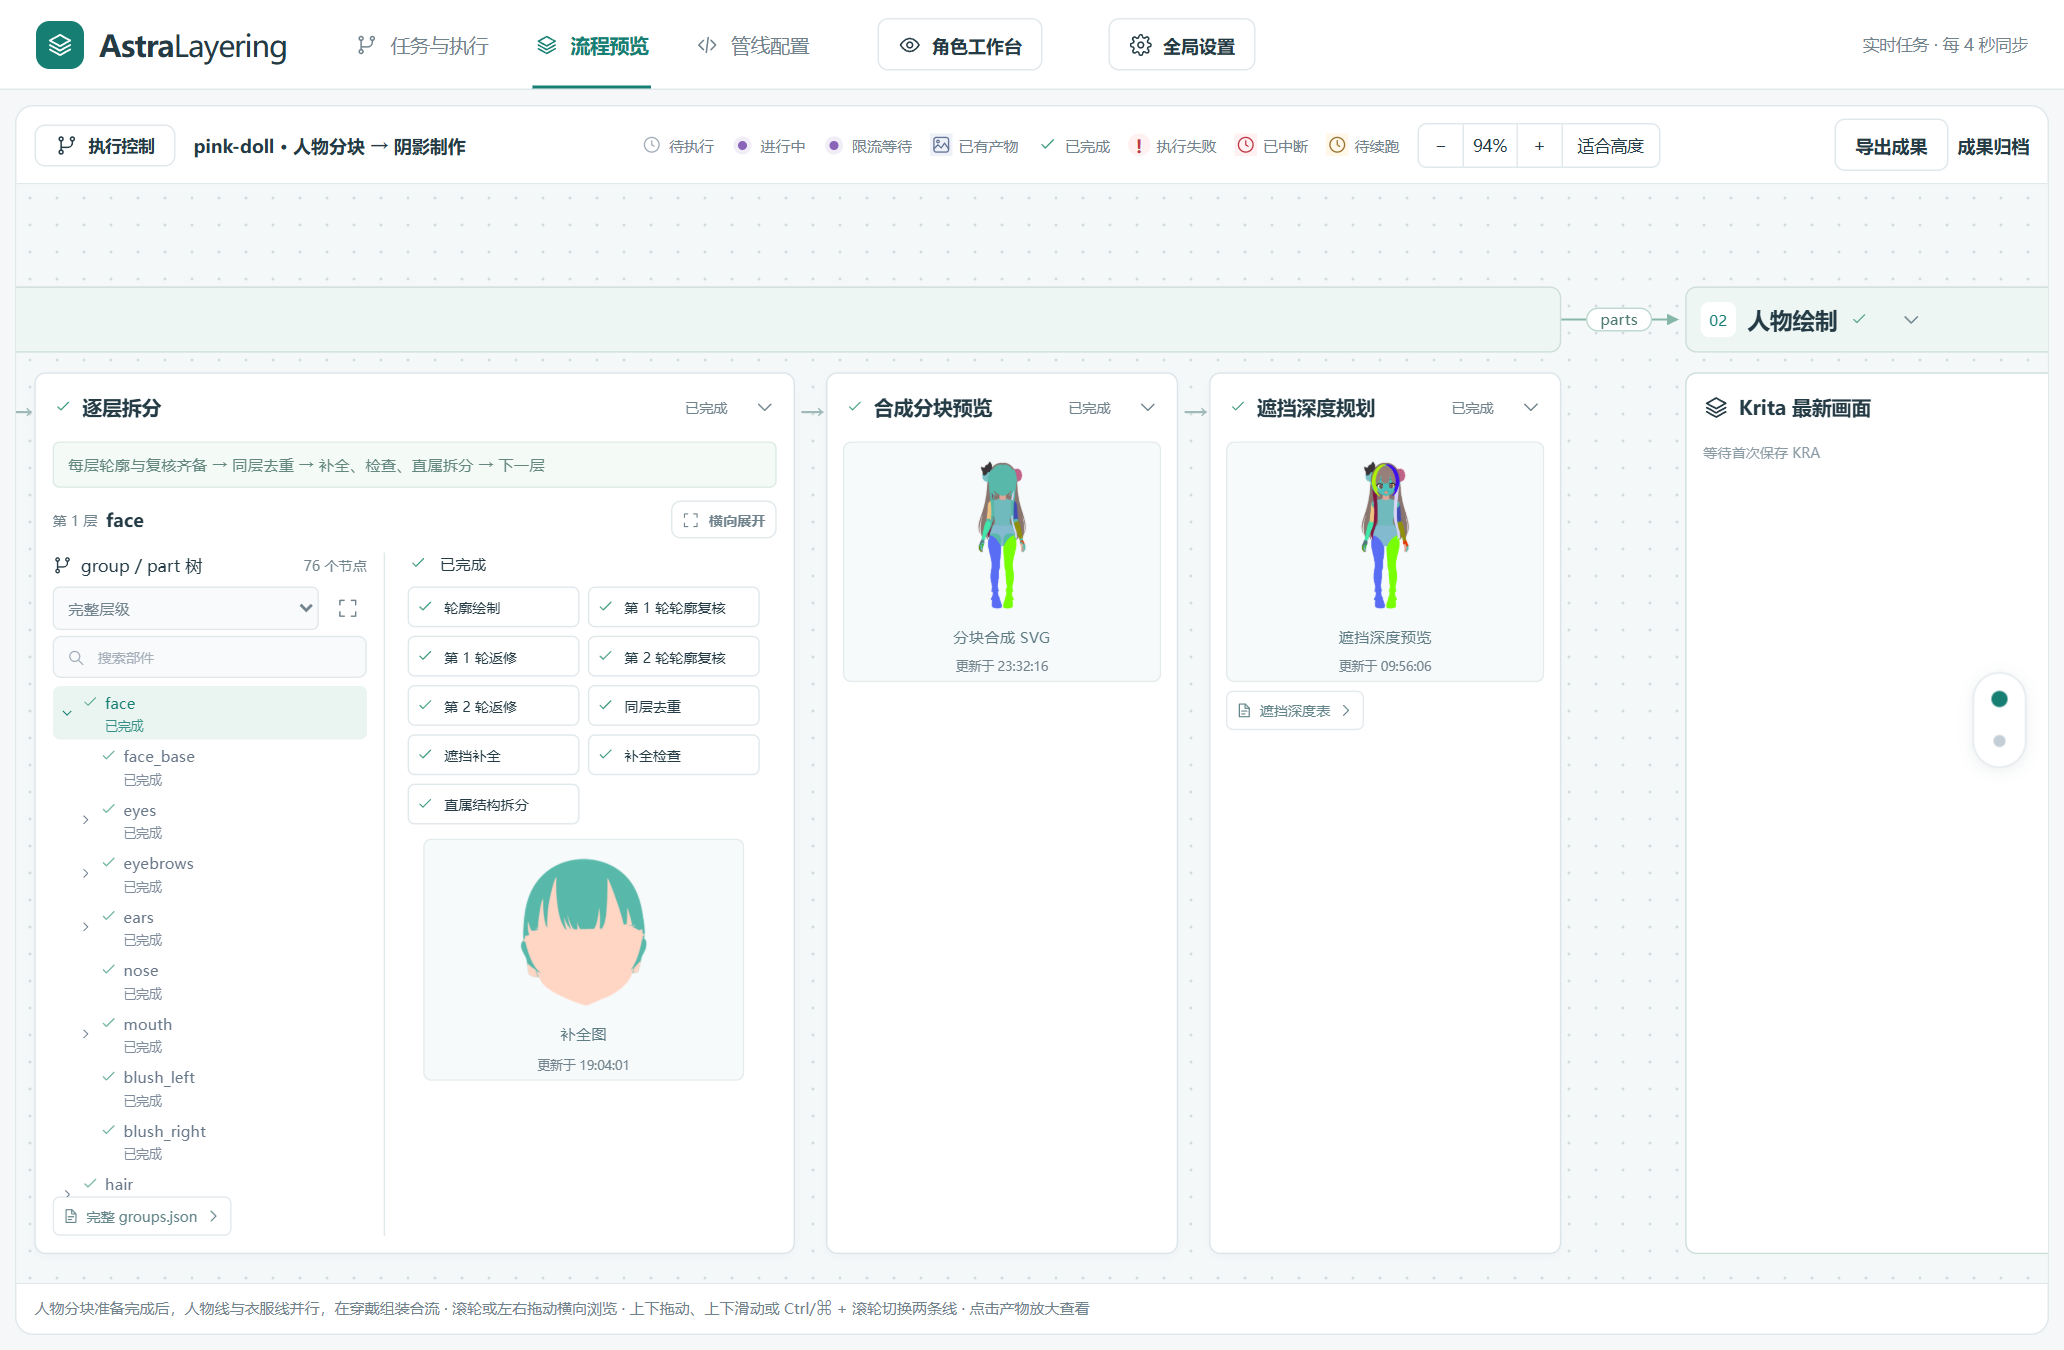 AstraLayering
任务与执行
流程预览
管线配置
角色工作台
全局设置
实时任务 · 每 4 秒同步
执行控制
pink-doll • 人物分块 → 阴影制作
待执行
进行中
限流等待
已有产物
已完成
执行失败
已中断
待续跑
−
94%
+
适合高度
导出成果
成果归档
parts
02 人物绘制
逐层拆分
已完成
每层轮廓与复核齐备 → 同层去重 → 补全、检查、直属拆分 → 下一层
第 1 层 face
横向展开
group / part 树
76 个节点
完整层级
搜索部件
face
已完成
face_base
已完成
eyes
已完成
eyebrows
已完成
ears
已完成
nose
已完成
mouth
已完成
blush_left
已完成
blush_right
已完成
hair
完整 groups.json
已完成
轮廓绘制
第 1 轮轮廓复核
第 1 轮返修
第 2 轮轮廓复核
第 2 轮返修
同层去重
遮挡补全
补全检查
直属结构拆分
补全图
更新于 19:04:01
合成分块预览
已完成
分块合成 SVG
更新于 23:32:16
遮挡深度规划
已完成
遮挡深度预览
更新于 09:56:06
遮挡深度表
Krita 最新画面
等待首次保存 KRA
人物分块准备完成后，人物线与衣服线并行，在穿戴组装合流 · 滚轮或左右拖动横向浏览 · 上下拖动、上下滑动或 Ctrl/⌘ + 滚轮切换两条线 · 点击产物放大查看